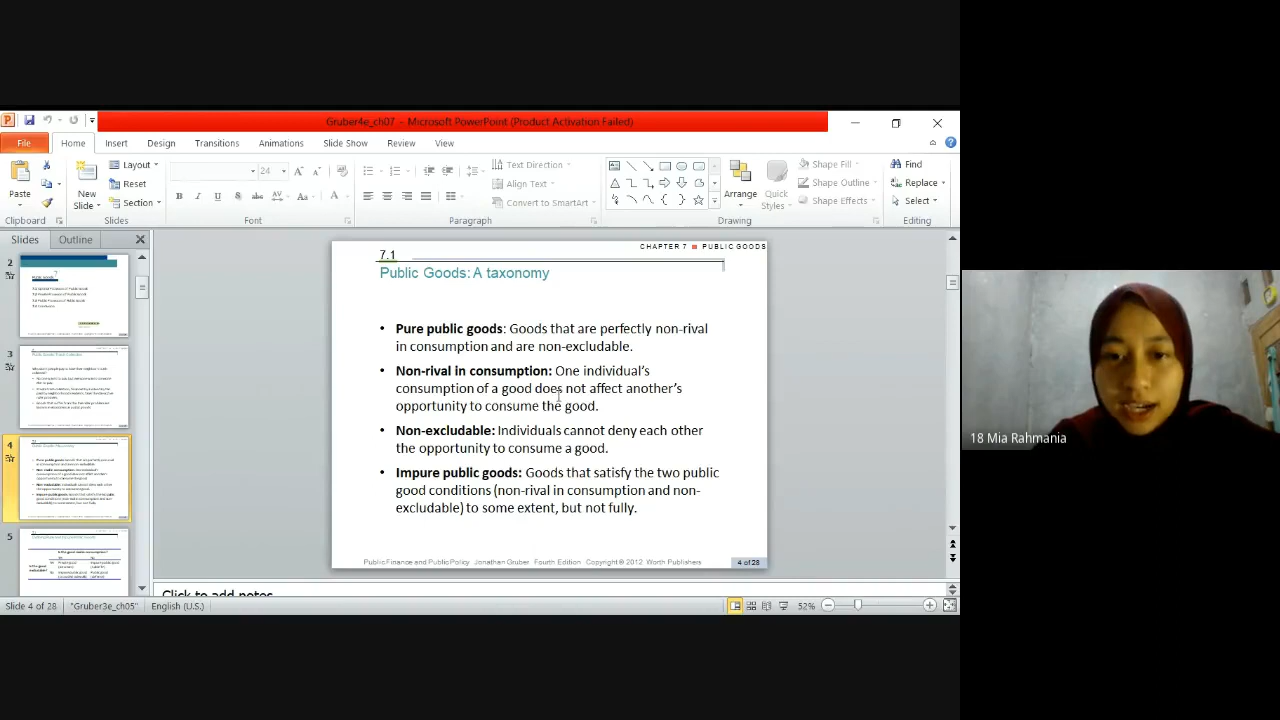 Gruber4e_ch07 - Microsoft PowerPoint (Product Activation Failed)
File Home Insert Design Transitions Animations Slide Show Review View
Paste
Clipboard
New Slide
Layout
Reset
Section
Slides
24
Font
Text Direction
Align Text
Convert to SmartArt
Paragraph
Arrange
Quick Styles
Shape Fill
Shape Outline
Shape Effects
Drawing
Find
Replace
Select
Editing
Slides Outline
2
3
4
5
CHAPTER 7 ■ PUBLIC GOODS
7.1
Public Goods: A taxonomy
• Pure public goods: Goods that are perfectly non-rival
in consumption and are non-excludable.
• Non-rival in consumption: One individual's
consumption of a good does not affect another's
opportunity to consume the good.
• Non-excludable: Individuals cannot deny each other
the opportunity to consume a good.
• Impure public goods: Goods that satisfy the two public
good conditions (non-rival in consumption and non-
excludable) to some extent, but not fully.
Public Finance and Public Policy Jonathan Gruber Fourth Edition Copyright © 2012 Worth Publishers
4 of 28
Click to add notes
Slide 4 of 28 "Gruber3e_ch05" English (U.S.) 52%
18 Mia Rahmania